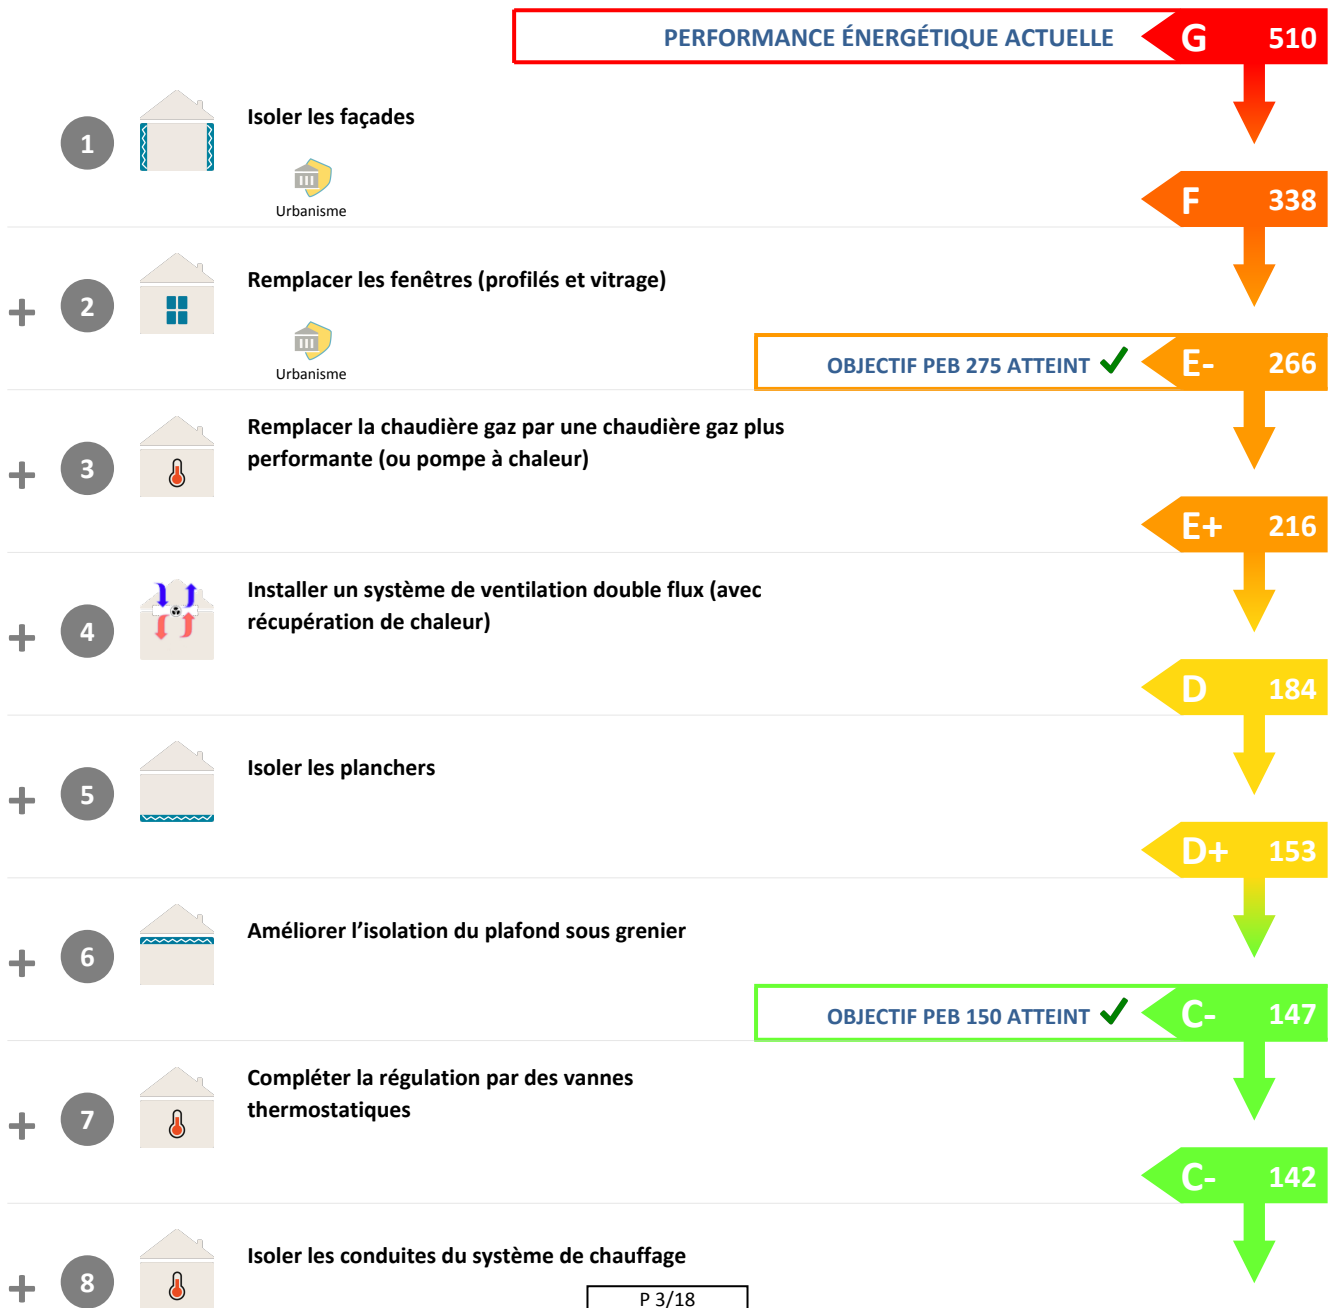 PERFORMANCE ÉNERGÉTIQUE ACTUELLE G 510
1
Isoler les façades
Urbanisme
F 338
+ 2
Remplacer les fenêtres (profilés et vitrage)
Urbanisme
OBJECTIF PEB 275 ATTEINT ✓ E- 266
+ 3
Remplacer la chaudière gaz par une chaudière gaz plus
performante (ou pompe à chaleur)
E+ 216
+ 4
Installer un système de ventilation double flux (avec
récupération de chaleur)
D 184
+ 5
Isoler les planchers
D+ 153
+ 6
Améliorer l’isolation du plafond sous grenier
OBJECTIF PEB 150 ATTEINT ✓ C- 147
+ 7
Compléter la régulation par des vannes
thermostatiques
C- 142
+ 8
Isoler les conduites du système de chauffage
P 3/18